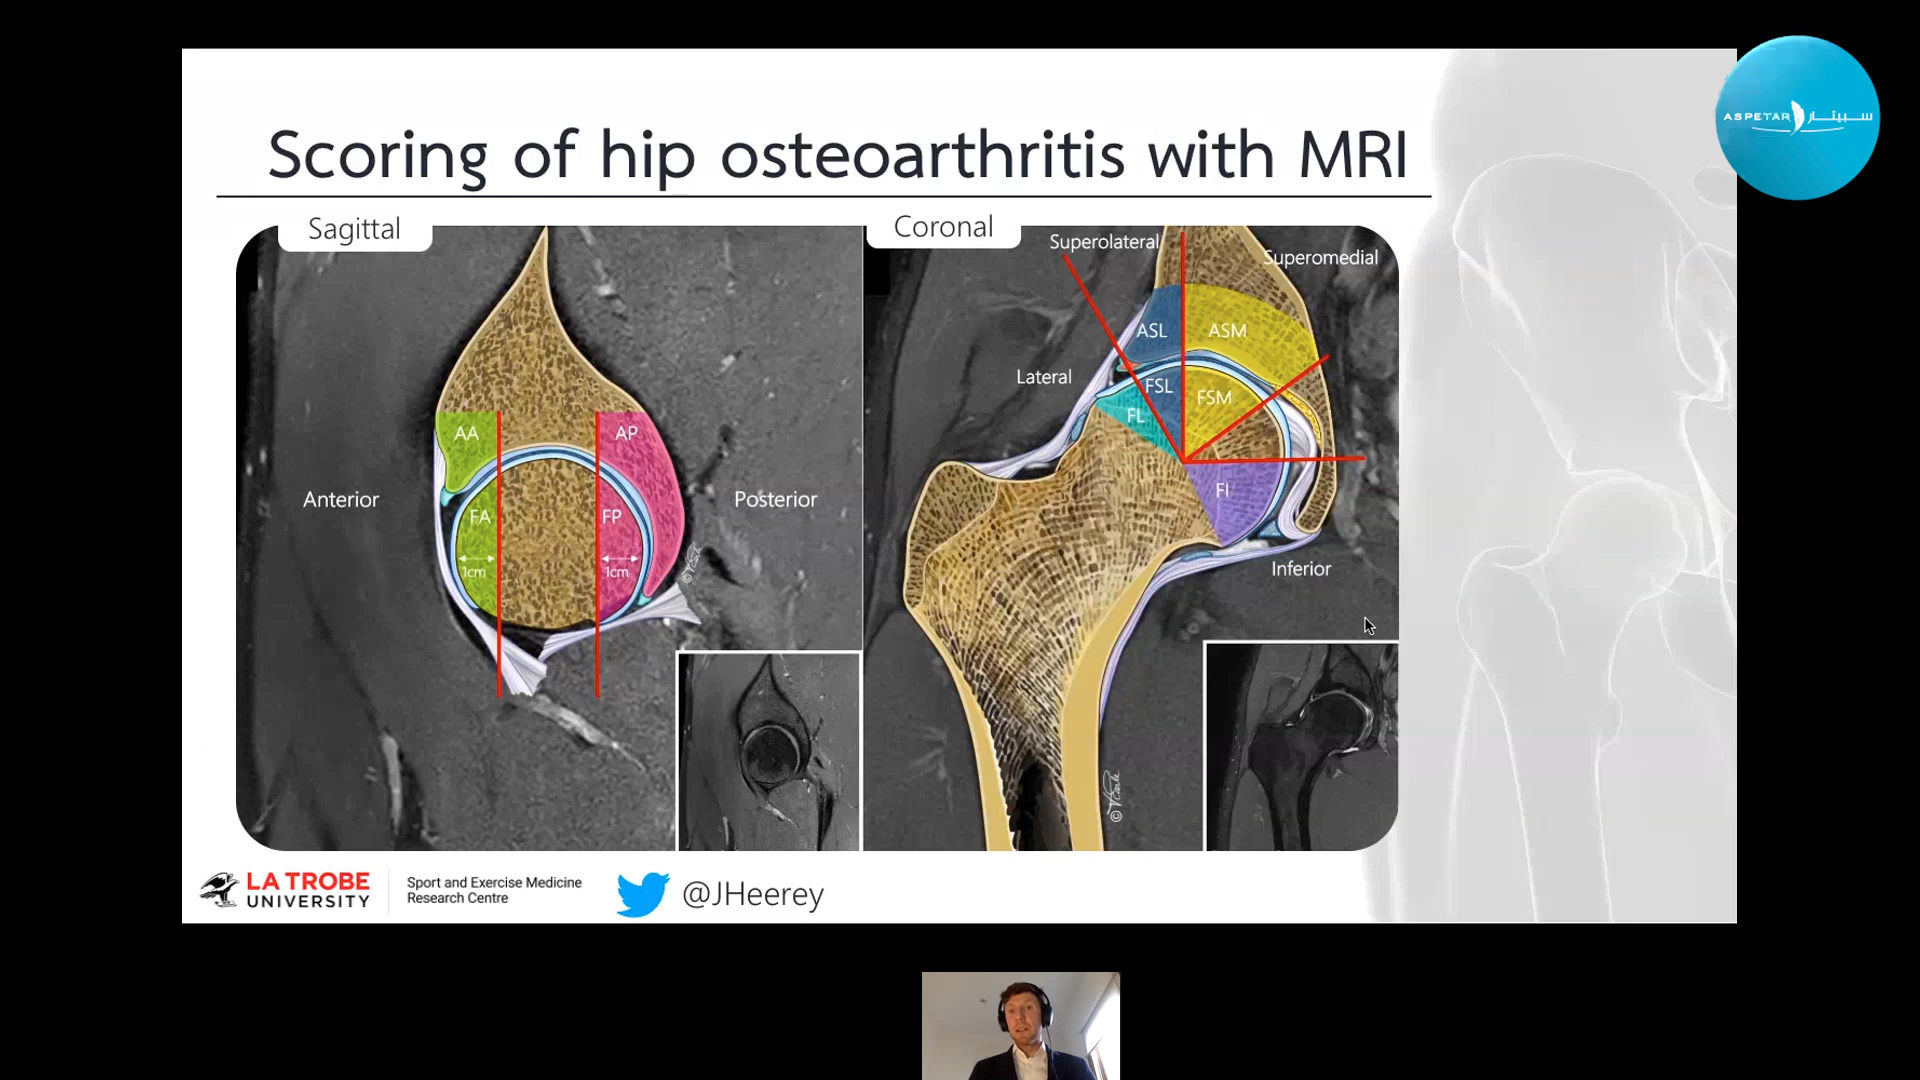 ASPETAR سبيتار
Scoring of hip osteoarthritis with MRI
Sagittal
Anterior
Posterior
AA
AP
FA
FP
1cm
1cm
Coronal
Superolateral
Superomedial
ASL
ASM
Lateral
FSL
FSM
FL
FI
Inferior
LA TROBE
UNIVERSITY
Sport and Exercise Medicine
Research Centre
@JHeerey